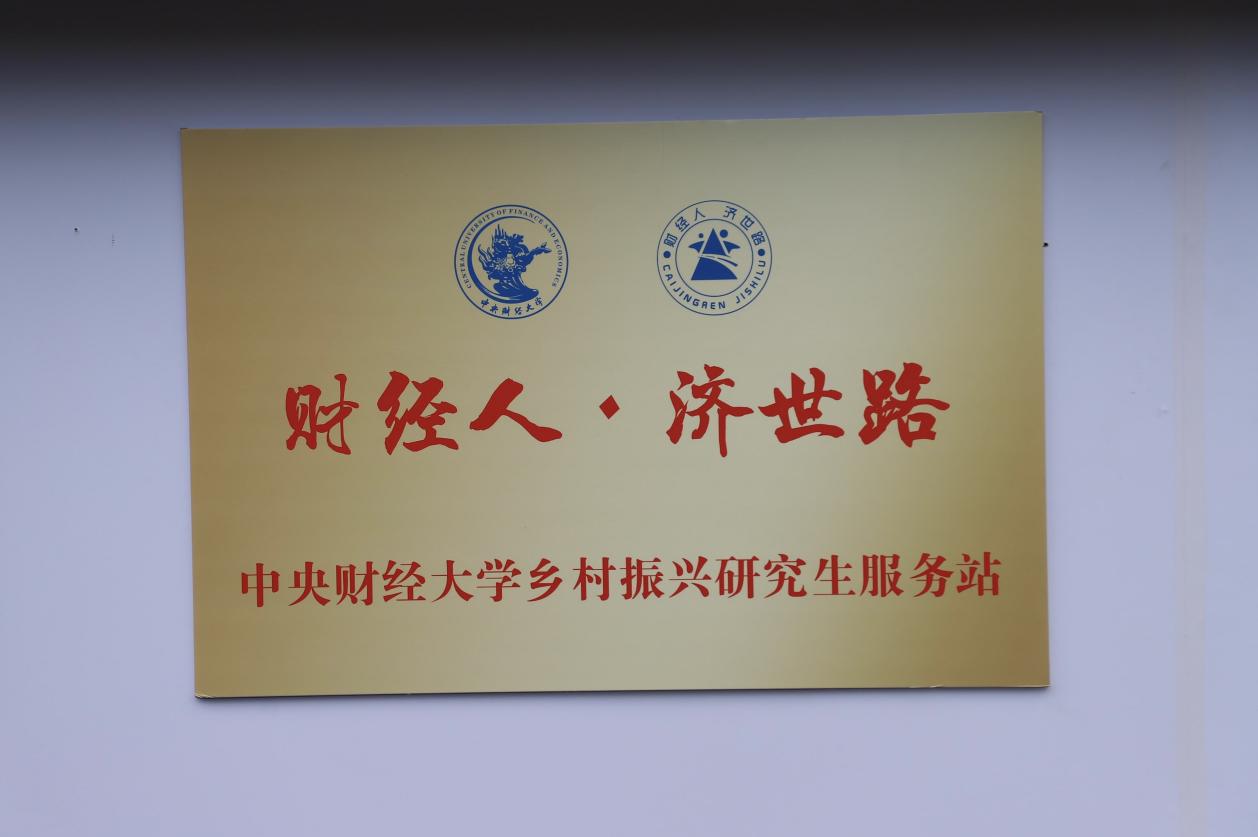 CENTRAL UNIVERSITY OF FINANCE AND ECONOMICS
中央财经大学
财经人 济世路
CAIJINGREN JISHILU
财经人·济世路
中央财经大学乡村振兴研究生服务站